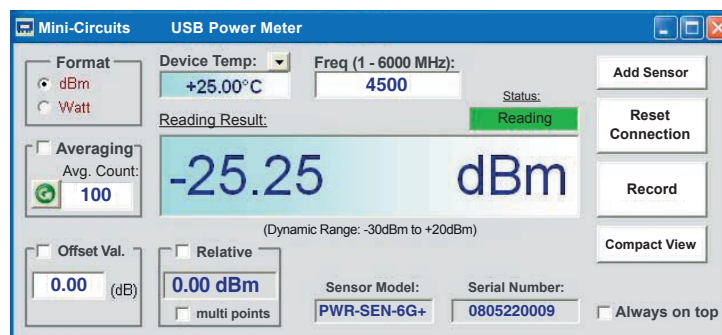 Mini-Circuits USB Power Meter
Format
dBm
Watt
Device Temp:
+25.00°C
Freq (1 - 6000 MHz):
4500
Status:
Reading
Add Sensor
Reset
Connection
Record
Compact View
Averaging
Avg. Count:
100
Reading Result:
-25.25 dBm
(Dynamic Range: -30dBm to +20dBm)
Offset Val.
0.00 (dB)
Relative
0.00 dBm
multi points
Sensor Model:
PWR-SEN-6G+
Serial Number:
0805220009
Always on top